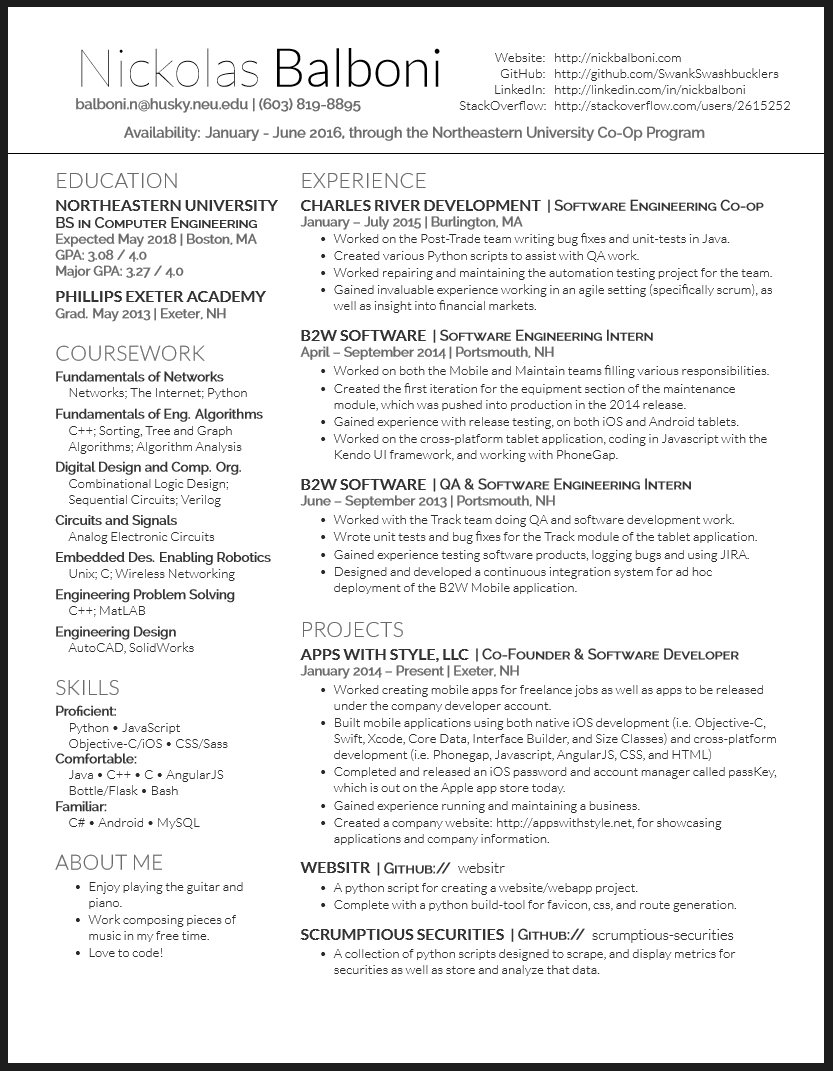 Nickolas Balboni
balboni.n@husky.neu.edu | (603) 819-8895
Website: http://nickbalboni.com
GitHub: http://github.com/SwankSwashbucklers
LinkedIn: http://linkedin.com/in/nickbalboni
StackOverflow: http://stackoverflow.com/users/2615252
Availability: January - June 2016, through the Northeastern University Co-Op Program
EDUCATION
NORTHEASTERN UNIVERSITY
BS in Computer Engineering
Expected May 2018 | Boston, MA
GPA: 3.08 / 4.0
Major GPA: 3.27 / 4.0
PHILLIPS EXETER ACADEMY
Grad. May 2013 | Exeter, NH
COURSEWORK
Fundamentals of Networks
Networks; The Internet; Python
Fundamentals of Eng. Algorithms
C++; Sorting, Tree and Graph
Algorithms; Algorithm Analysis
Digital Design and Comp. Org.
Combinational Logic Design;
Sequential Circuits; Verilog
Circuits and Signals
Analog Electronic Circuits
Embedded Des. Enabling Robotics
Unix; C; Wireless Networking
Engineering Problem Solving
C++; MatLAB
Engineering Design
AutoCAD, SolidWorks
SKILLS
Proficient:
Python • JavaScript
Objective-C/iOS • CSS/Sass
Comfortable:
Java • C++ • C • AngularJS
Bottle/Flask • Bash
Familiar:
C# • Android • MySQL
ABOUT ME
• Enjoy playing the guitar and
piano.
• Work composing pieces of
music in my free time.
• Love to code!
EXPERIENCE
CHARLES RIVER DEVELOPMENT | Software Engineering Co-op
January – July 2015 | Burlington, MA
• Worked on the Post-Trade team writing bug fixes and unit-tests in Java.
• Created various Python scripts to assist with QA work.
• Worked repairing and maintaining the automation testing project for the team.
• Gained invaluable experience working in an agile setting (specifically scrum), as
well as insight into financial markets.
B2W SOFTWARE | Software Engineering Intern
April – September 2014 | Portsmouth, NH
• Worked on both the Mobile and Maintain teams filling various responsibilities.
• Created the first iteration for the equipment section of the maintenance
module, which was pushed into production in the 2014 release.
• Gained experience with release testing, on both iOS and Android tablets.
• Worked on the cross-platform tablet application, coding in Javascript with the
Kendo UI framework, and working with PhoneGap.
B2W SOFTWARE | QA & Software Engineering Intern
June – September 2013 | Portsmouth, NH
• Worked with the Track team doing QA and software development work.
• Wrote unit tests and bug fixes for the Track module of the tablet application.
• Gained experience testing software products, logging bugs and using JIRA.
• Designed and developed a continuous integration system for ad hoc
deployment of the B2W Mobile application.
PROJECTS
APPS WITH STYLE, LLC | Co-Founder & Software Developer
January 2014 – Present | Exeter, NH
• Worked creating mobile apps for freelance jobs as well as apps to be released
under the company developer account.
• Built mobile applications using both native iOS development (i.e. Objective-C,
Swift, Xcode, Core Data, Interface Builder, and Size Classes) and cross-platform
development (i.e. Phonegap, Javascript, AngularJS, CSS, and HTML)
• Completed and released an iOS password and account manager called passKey,
which is out on the Apple app store today.
• Gained experience running and maintaining a business.
• Created a company website: http://appswithstyle.net, for showcasing
applications and company information.
WEBSITR | Github:// websitr
• A python script for creating a website/webapp project.
• Complete with a python build-tool for favicon, css, and route generation.
SCRUMPTIOUS SECURITIES | Github:// scrumptious-securities
• A collection of python scripts designed to scrape, and display metrics for
securities as well as store and analyze that data.